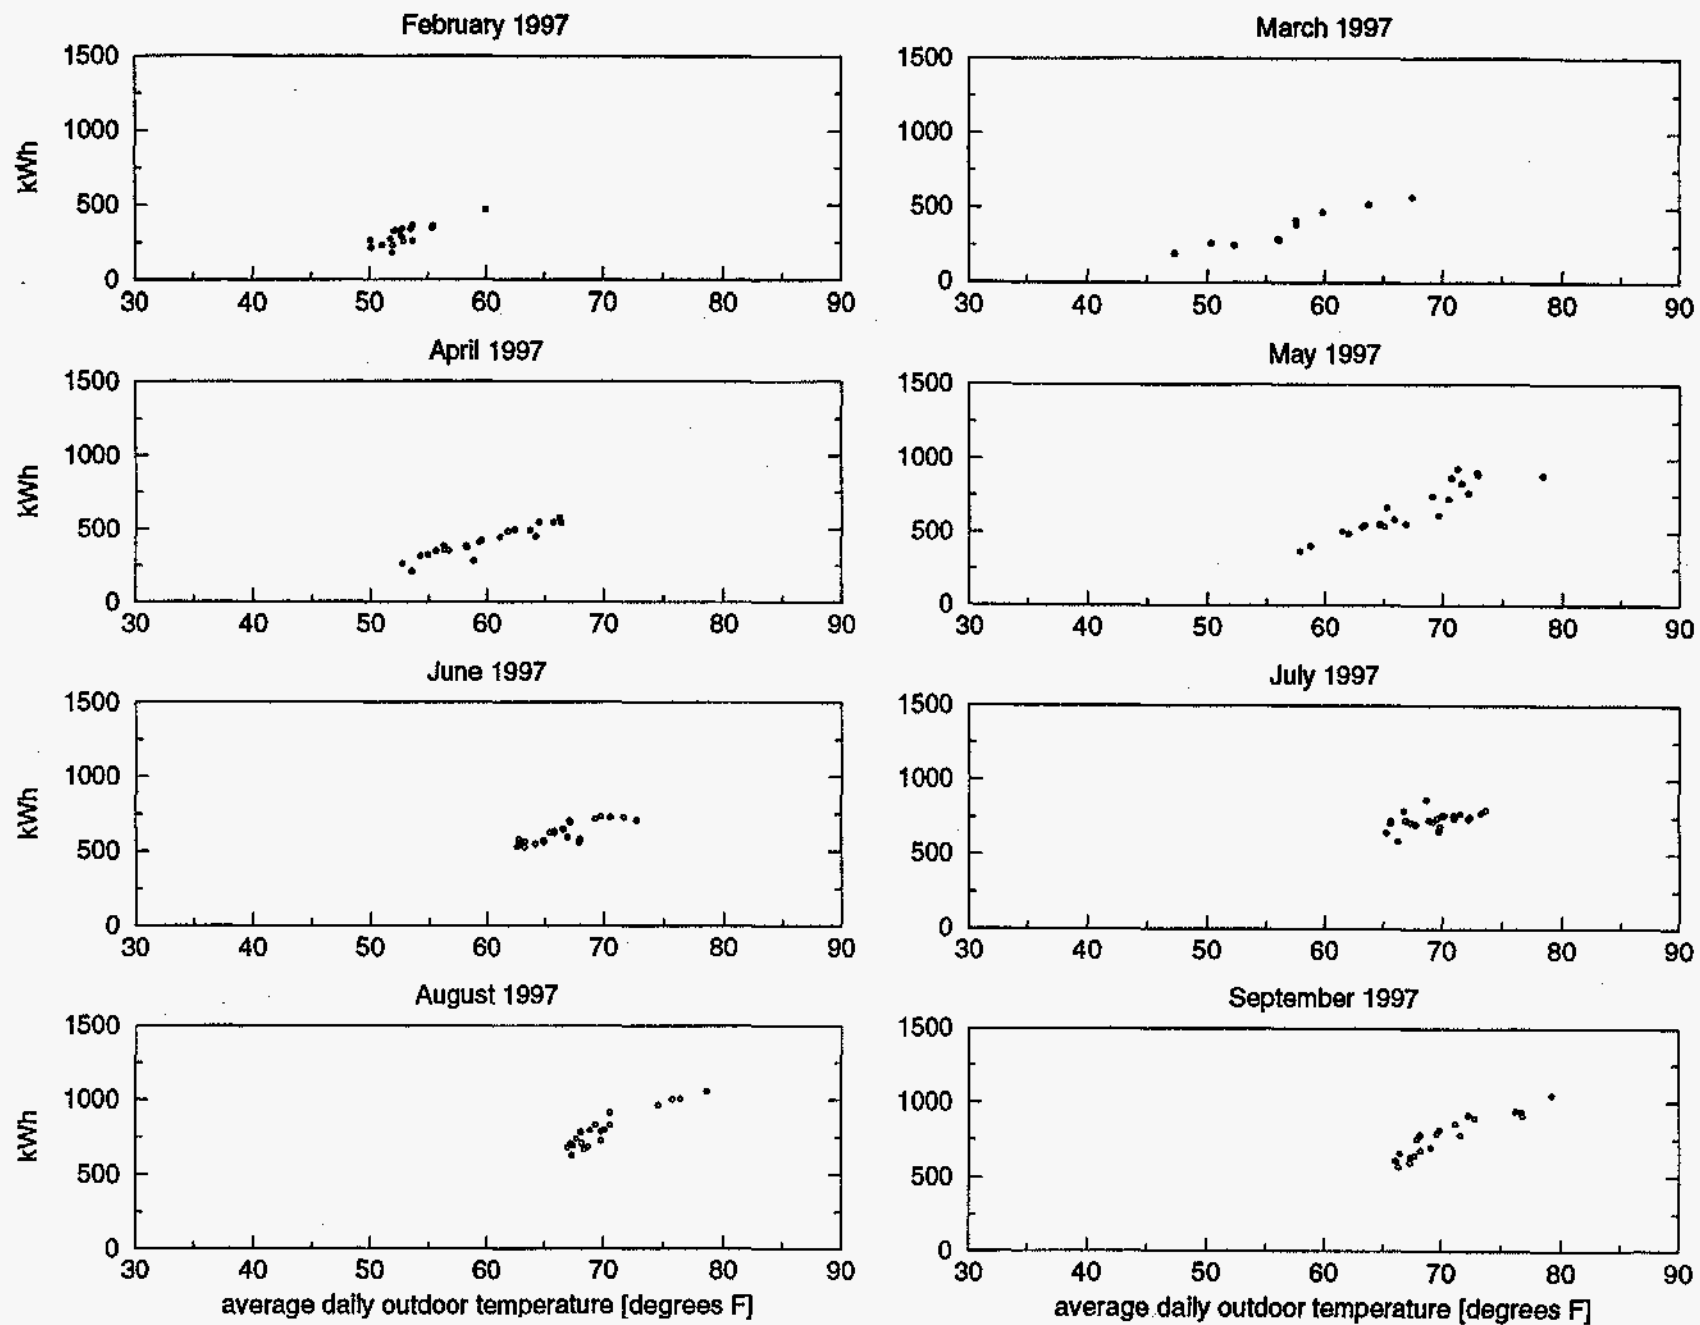 February 1997
March 1997
1500
1000
500
0
kWh
30 40 50 60 70 80 90
1500
1000
500
0
30 40 50 60 70 80 90
April 1997
May 1997
1500
1000
500
0
kWh
30 40 50 60 70 80 90
1500
1000
500
0
30 40 50 60 70 80 90
June 1997
July 1997
1500
1000
500
0
kWh
30 40 50 60 70 80 90
1500
1000
500
0
30 40 50 60 70 80 90
August 1997
September 1997
1500
1000
500
0
kWh
30 40 50 60 70 80 90
average daily outdoor temperature [degrees F]
1500
1000
500
0
30 40 50 60 70 80 90
average daily outdoor temperature [degrees F]